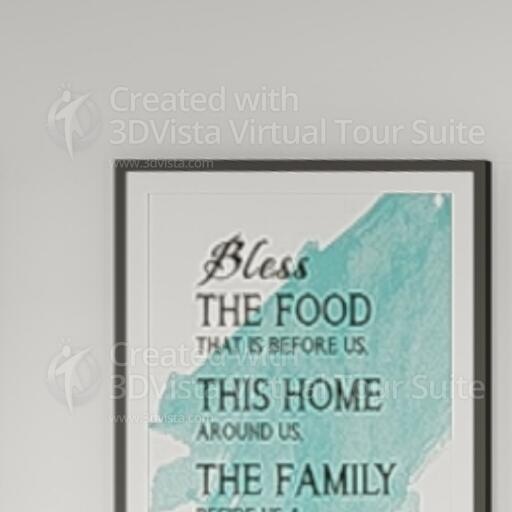 Created with
3DVista Virtual Tour Suite
www.3dvista.com
Bless
THE FOOD
THAT IS BEFORE US,
Created with
THIS HOME
3DVista Virtual Tour Suite
www.3dvista.com
AROUND US,
THE FAMILY